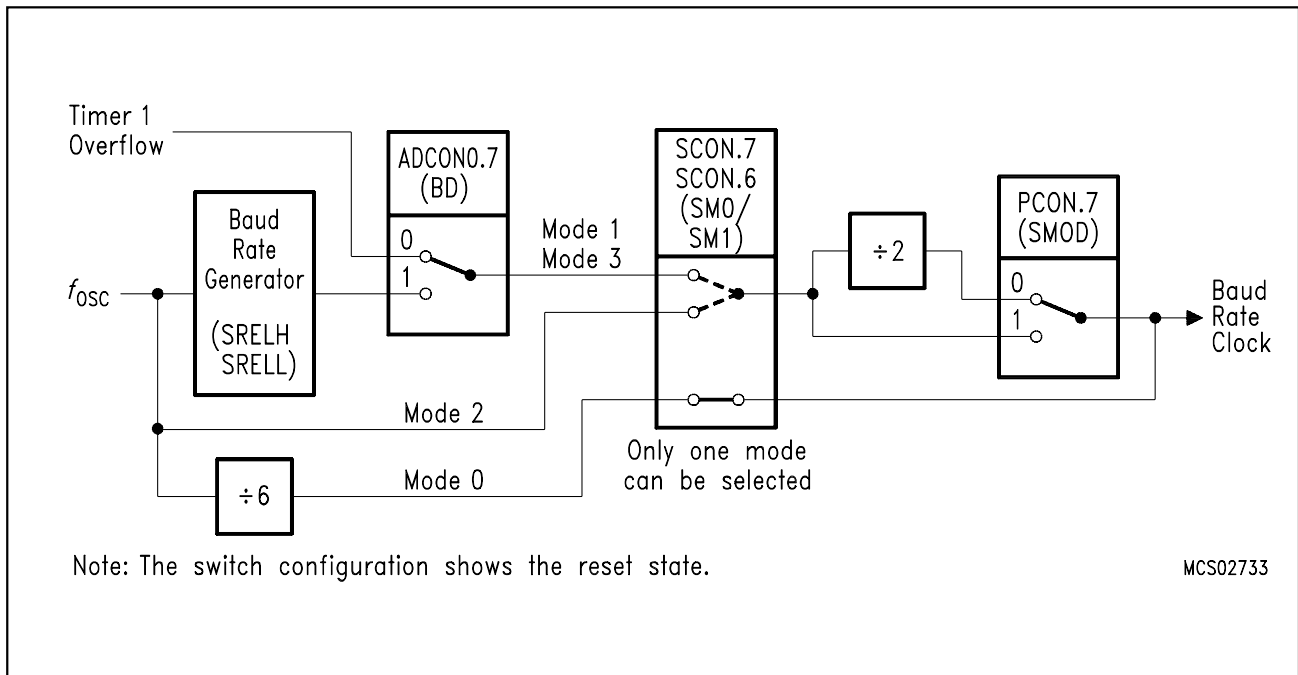 Timer 1
Overflow
ADCON0.7
(BD)
0
1
Baud
Rate
Generator
(SRELH
SRELL)
fOSC
Mode 1
Mode 3
SCON.7
SCON.6
(SM0/
SM1)
÷2
PCON.7
(SMOD)
0
1
Baud
Rate
Clock
Mode 2
Only one mode
can be selected
÷6
Mode 0
Note: The switch configuration shows the reset state.
MCS02733